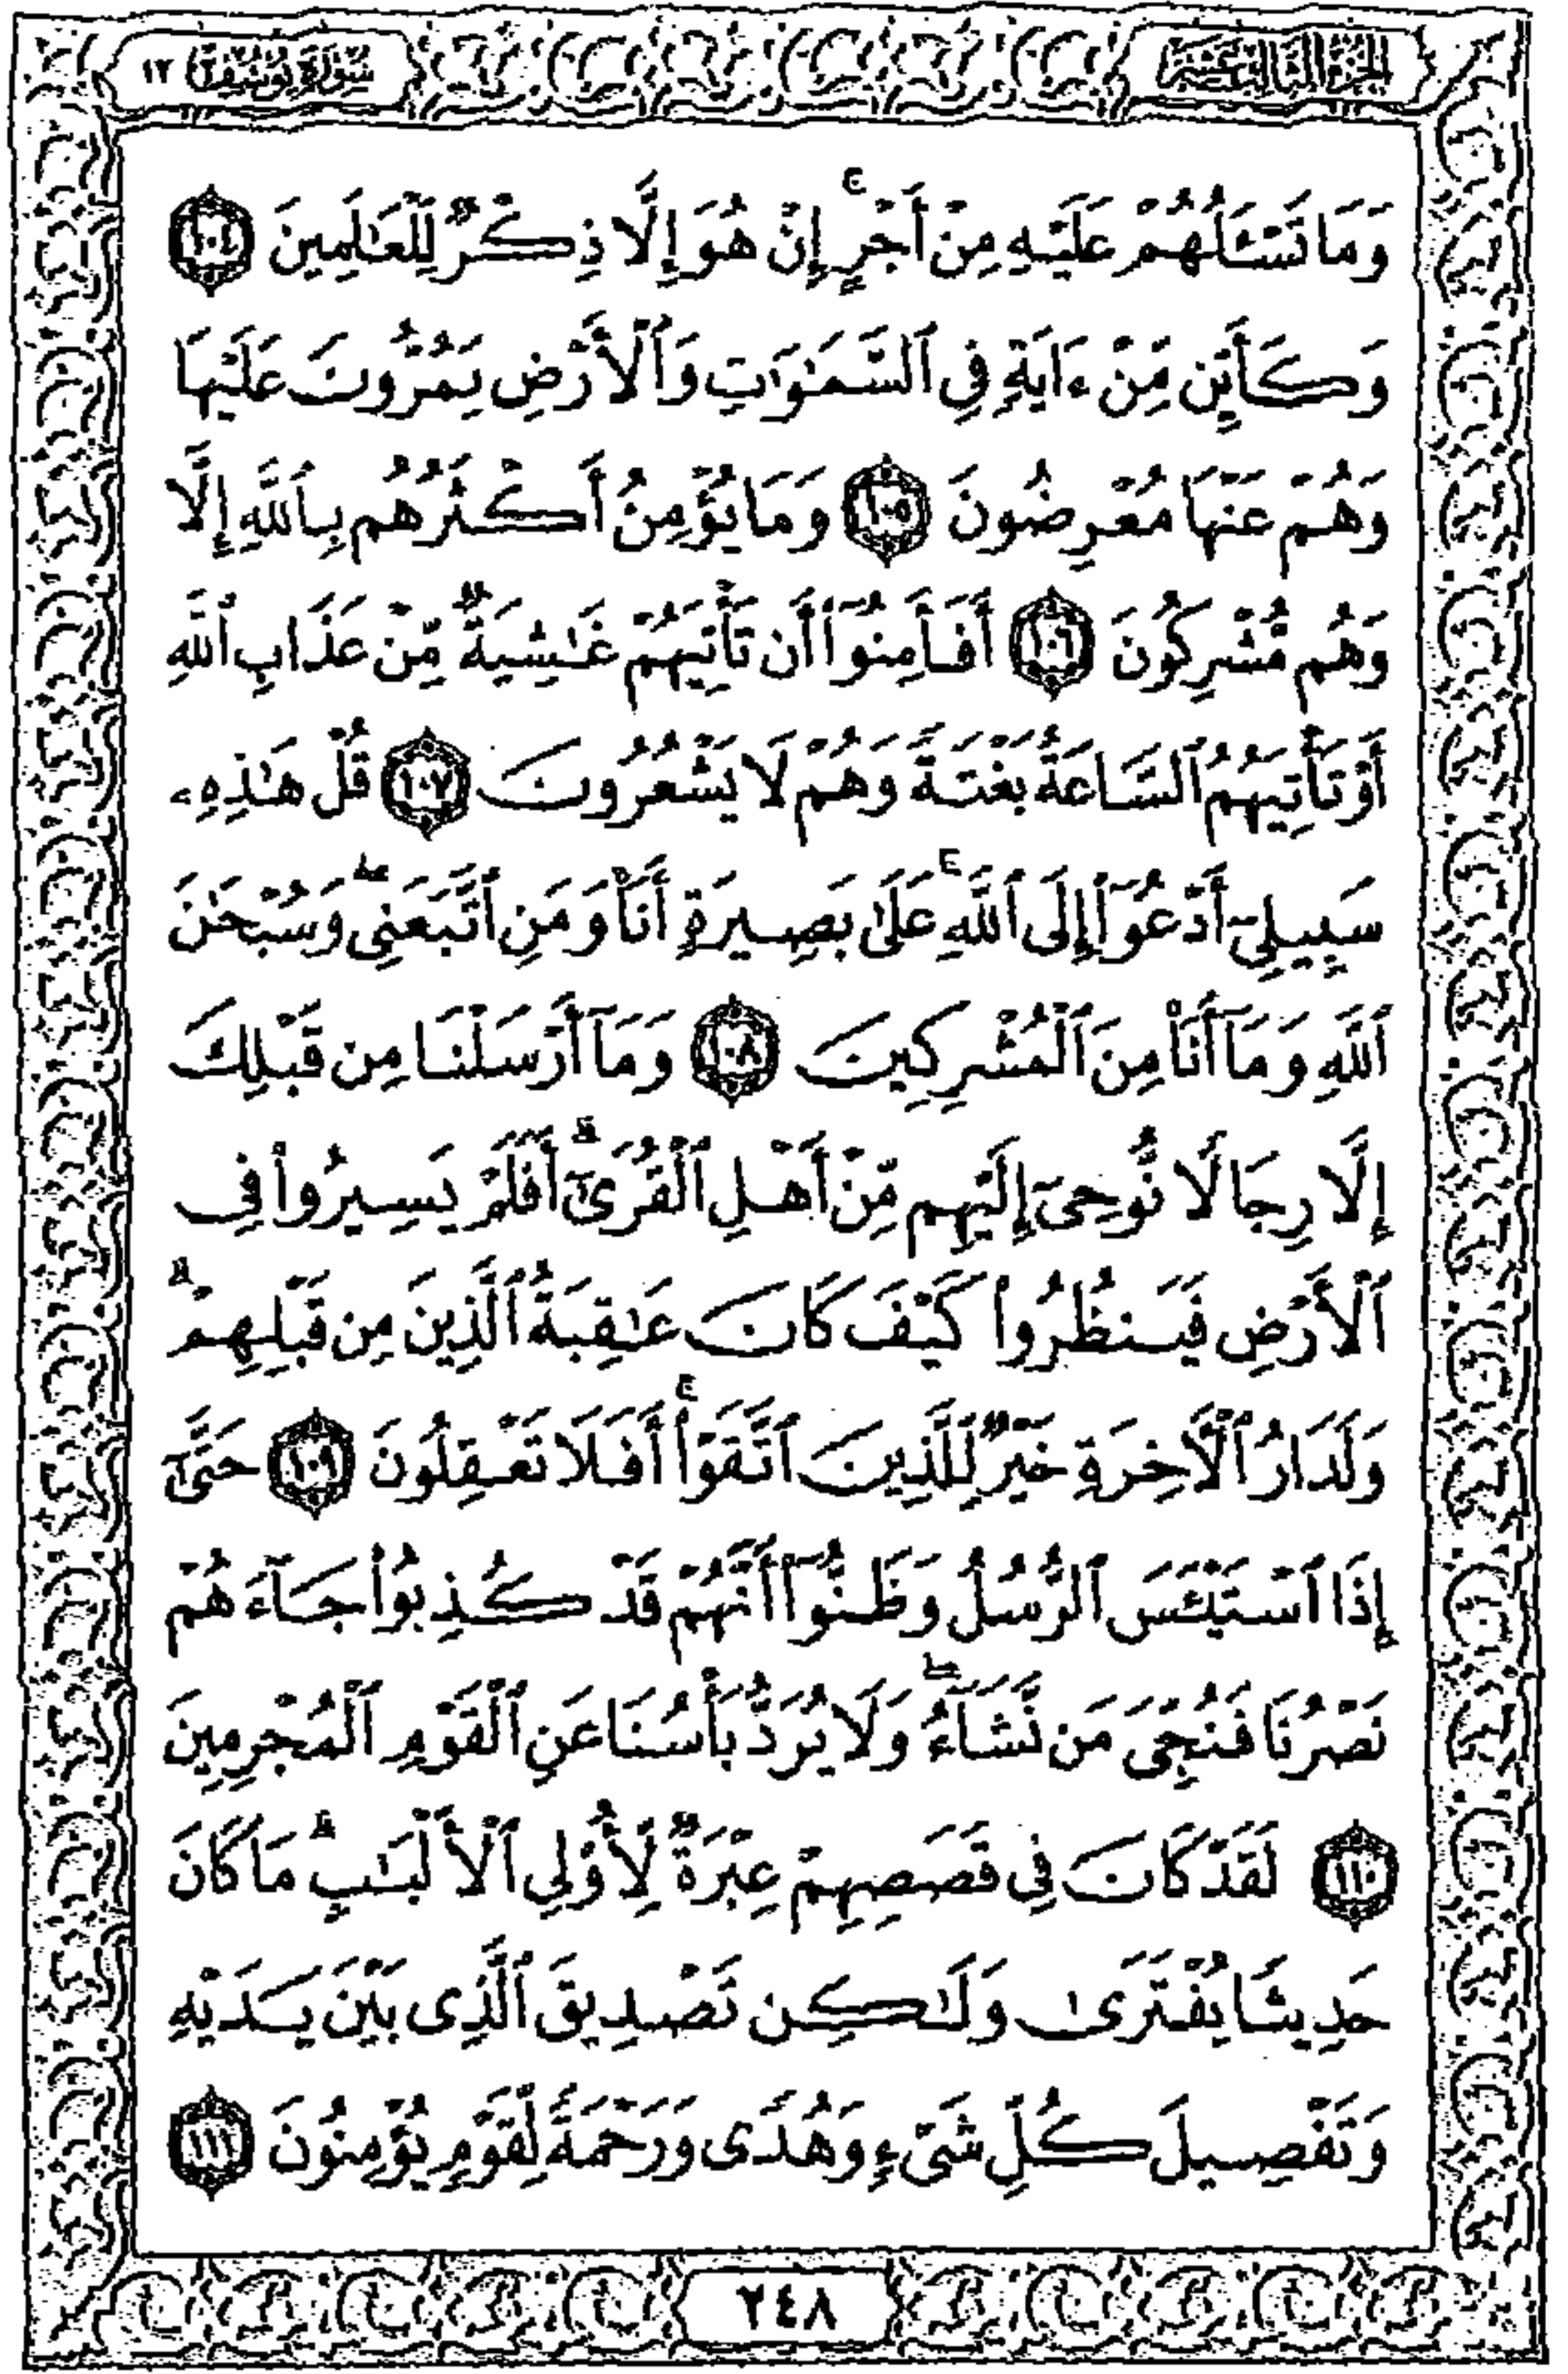 الجزء الثالث عشر
سورة يوسف ١٢
وَمَا تَسْـَٔلُهُمْ عَلَيْهِ مِنْ أَجْرٍ ۚ إِنْ هُوَ إِلَّا ذِكْرٌ لِّلْعَـٰلَمِينَ ١٠٤
وَكَأَيِّن مِّنْ ءَايَةٍ فِى ٱلسَّمَـٰوَٰتِ وَٱلْأَرْضِ يَمُرُّونَ عَلَيْهَا
وَهُمْ عَنْهَا مُعْرِضُونَ ١٠٥ وَمَا يُؤْمِنُ أَكْثَرُهُم بِٱللَّهِ إِلَّا
وَهُم مُّشْرِكُونَ ١٠٦ أَفَأَمِنُوٓا۟ أَن تَأْتِيَهُمْ غَـٰشِيَةٌ مِّنْ عَذَابِ ٱللَّهِ
أَوْ تَأْتِيَهُمُ ٱلسَّاعَةُ بَغْتَةً وَهُمْ لَا يَشْعُرُونَ ١٠٧ قُلْ هَـٰذِهِۦ
سَبِيلِىٓ أَدْعُوٓا۟ إِلَى ٱللَّهِ ۚ عَلَىٰ بَصِيرَةٍ أَنَا۠ وَمَنِ ٱتَّبَعَنِى ۖ وَسُبْحَـٰنَ
ٱللَّهِ وَمَآ أَنَا۠ مِنَ ٱلْمُشْرِكِينَ ١٠٨ وَمَآ أَرْسَلْنَا مِن قَبْلِكَ
إِلَّا رِجَالًا نُّوحِىٓ إِلَيْهِم مِّنْ أَهْلِ ٱلْقُرَىٰٓ ۗ أَفَلَمْ يَسِيرُوا۟ فِى
ٱلْأَرْضِ فَيَنظُرُوا۟ كَيْفَ كَانَ عَـٰقِبَةُ ٱلَّذِينَ مِن قَبْلِهِمْ ۗ
وَلَدَارُ ٱلْـَٔاخِرَةِ خَيْرٌ لِّلَّذِينَ ٱتَّقَوْا۟ ۚ أَفَلَا تَعْقِلُونَ ١٠٩ حَتَّىٰٓ
إِذَا ٱسْتَيْـَٔسَ ٱلرُّسُلُ وَظَنُّوٓا۟ أَنَّهُمْ قَدْ كُذِبُوا۟ جَآءَهُمْ
نَصْرُنَا فَنُجِّىَ مَن نَّشَآءُ ۖ وَلَا يُرَدُّ بَأْسُنَا عَنِ ٱلْقَوْمِ ٱلْمُجْرِمِينَ
١١٠ لَقَدْ كَانَ فِى قَصَصِهِمْ عِبْرَةٌ لِّأُو۟لِى ٱلْأَلْبَـٰبِ ۗ مَا كَانَ
حَدِيثًا يُفْتَرَىٰ وَلَـٰكِن تَصْدِيقَ ٱلَّذِى بَيْنَ يَدَيْهِ
وَتَفْصِيلَ كُلِّ شَىْءٍ وَهُدًى وَرَحْمَةً لِّقَوْمٍ يُؤْمِنُونَ ١١١
٢٤٨